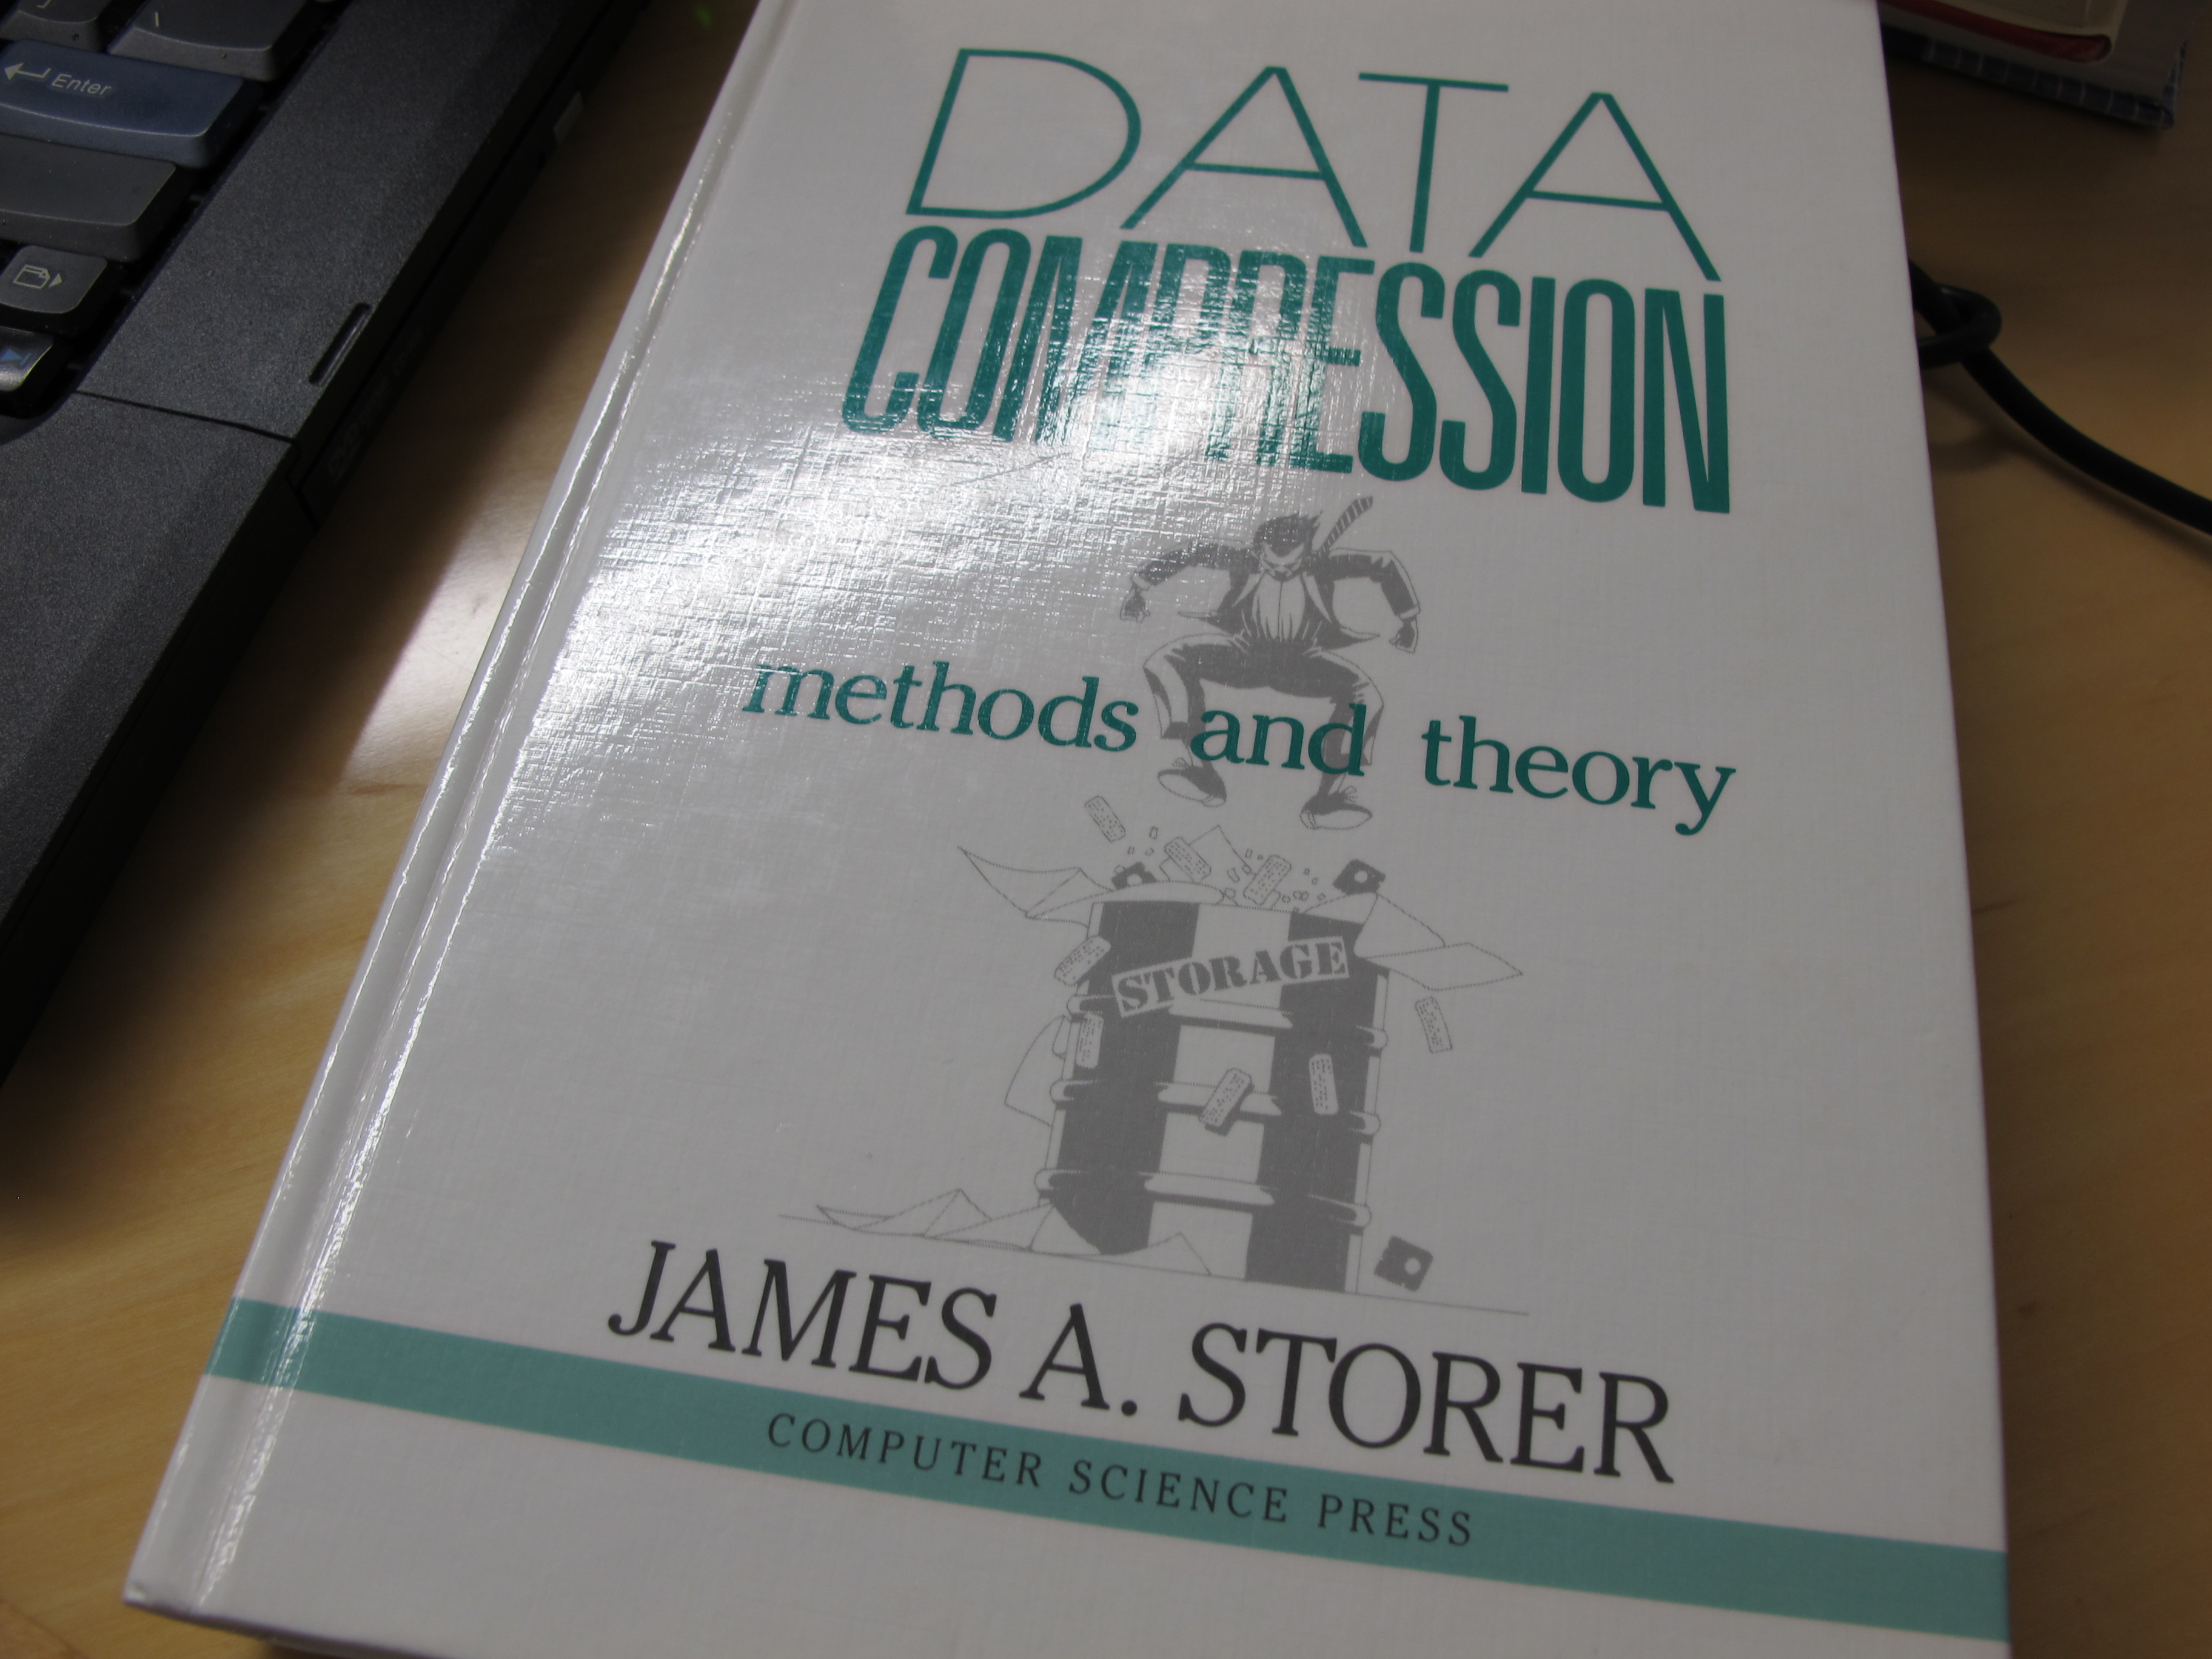 Enter
DATA
COMPRESSION
methods and theory
STORAGE
JAMES A. STORER
COMPUTER SCIENCE PRESS